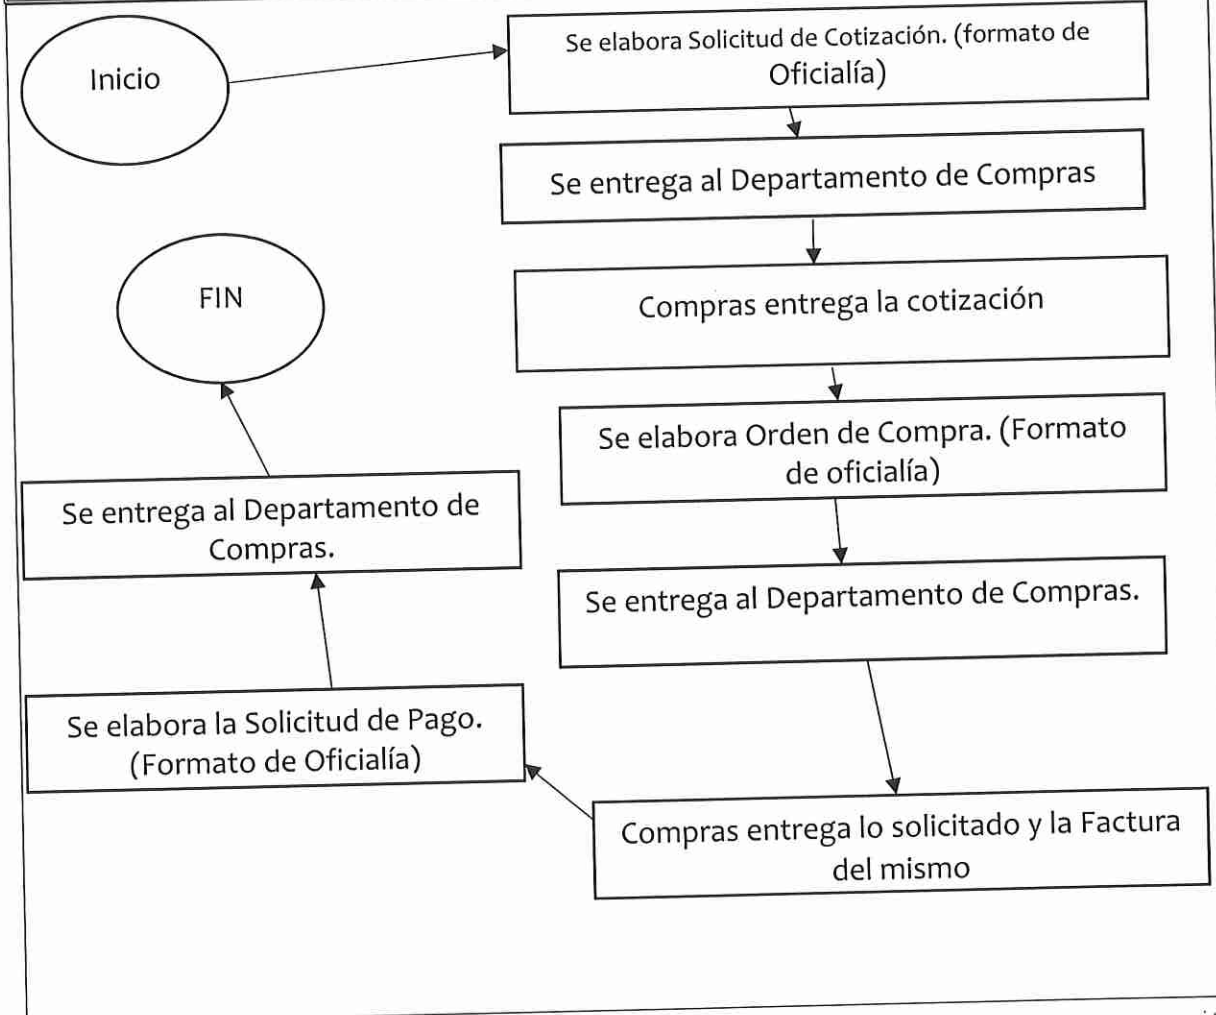 Inicio
Se elabora Solicitud de Cotización. (formato de
Oficialía)
Se entrega al Departamento de Compras
Compras entrega la cotización
Se elabora Orden de Compra. (Formato
de oficialía)
Se entrega al Departamento de Compras.
Compras entrega lo solicitado y la Factura
del mismo
Se elabora la Solicitud de Pago.
(Formato de Oficialía)
Se entrega al Departamento de
Compras.
FIN